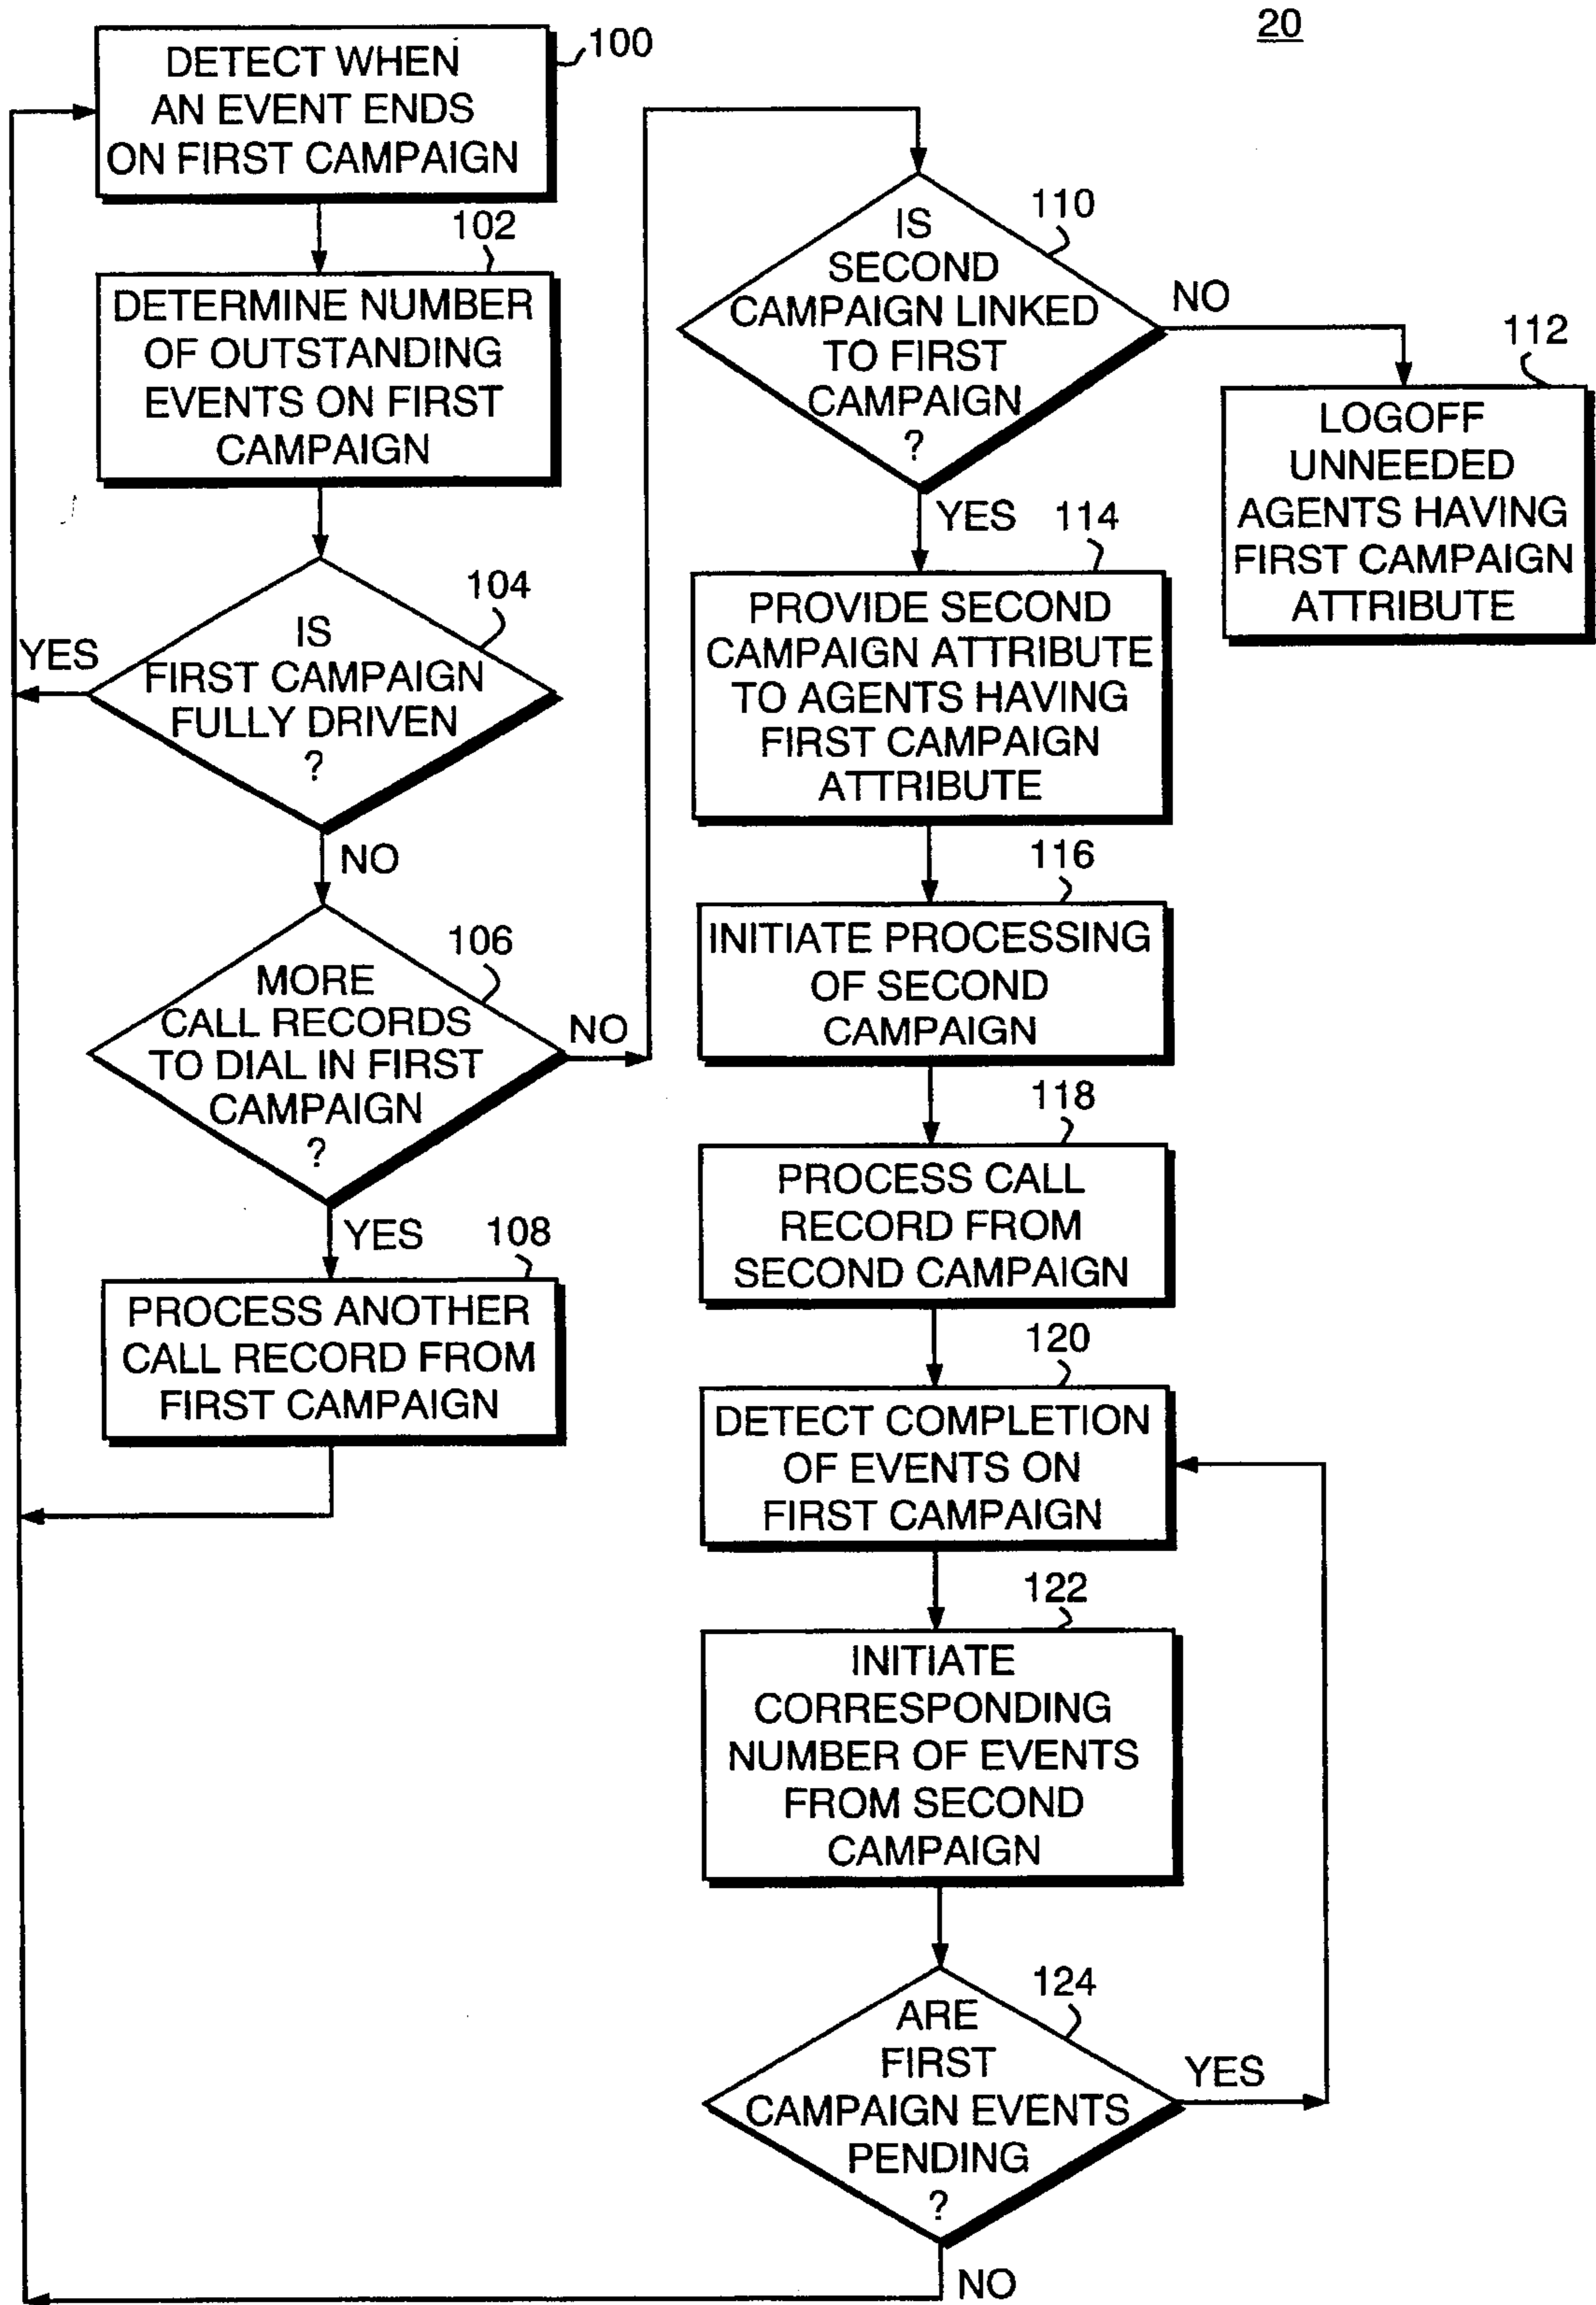 20
DETECT WHEN
AN EVENT ENDS
ON FIRST CAMPAIGN
100
102
DETERMINE NUMBER
OF OUTSTANDING
EVENTS ON FIRST
CAMPAIGN
104
IS
FIRST CAMPAIGN
FULLY DRIVEN
?
YES
NO
106
MORE
CALL RECORDS
TO DIAL IN FIRST
CAMPAIGN
?
NO
YES
108
PROCESS ANOTHER
CALL RECORD FROM
FIRST CAMPAIGN
110
IS
SECOND
CAMPAIGN LINKED
TO FIRST
CAMPAIGN
?
NO
112
LOGOFF
UNNEEDED
AGENTS HAVING
FIRST CAMPAIGN
ATTRIBUTE
YES
114
PROVIDE SECOND
CAMPAIGN ATTRIBUTE
TO AGENTS HAVING
FIRST CAMPAIGN
ATTRIBUTE
116
INITIATE PROCESSING
OF SECOND
CAMPAIGN
118
PROCESS CALL
RECORD FROM
SECOND CAMPAIGN
120
DETECT COMPLETION
OF EVENTS ON
FIRST CAMPAIGN
122
INITIATE
CORRESPONDING
NUMBER OF EVENTS
FROM SECOND
CAMPAIGN
124
ARE
FIRST
CAMPAIGN EVENTS
PENDING
?
YES
NO